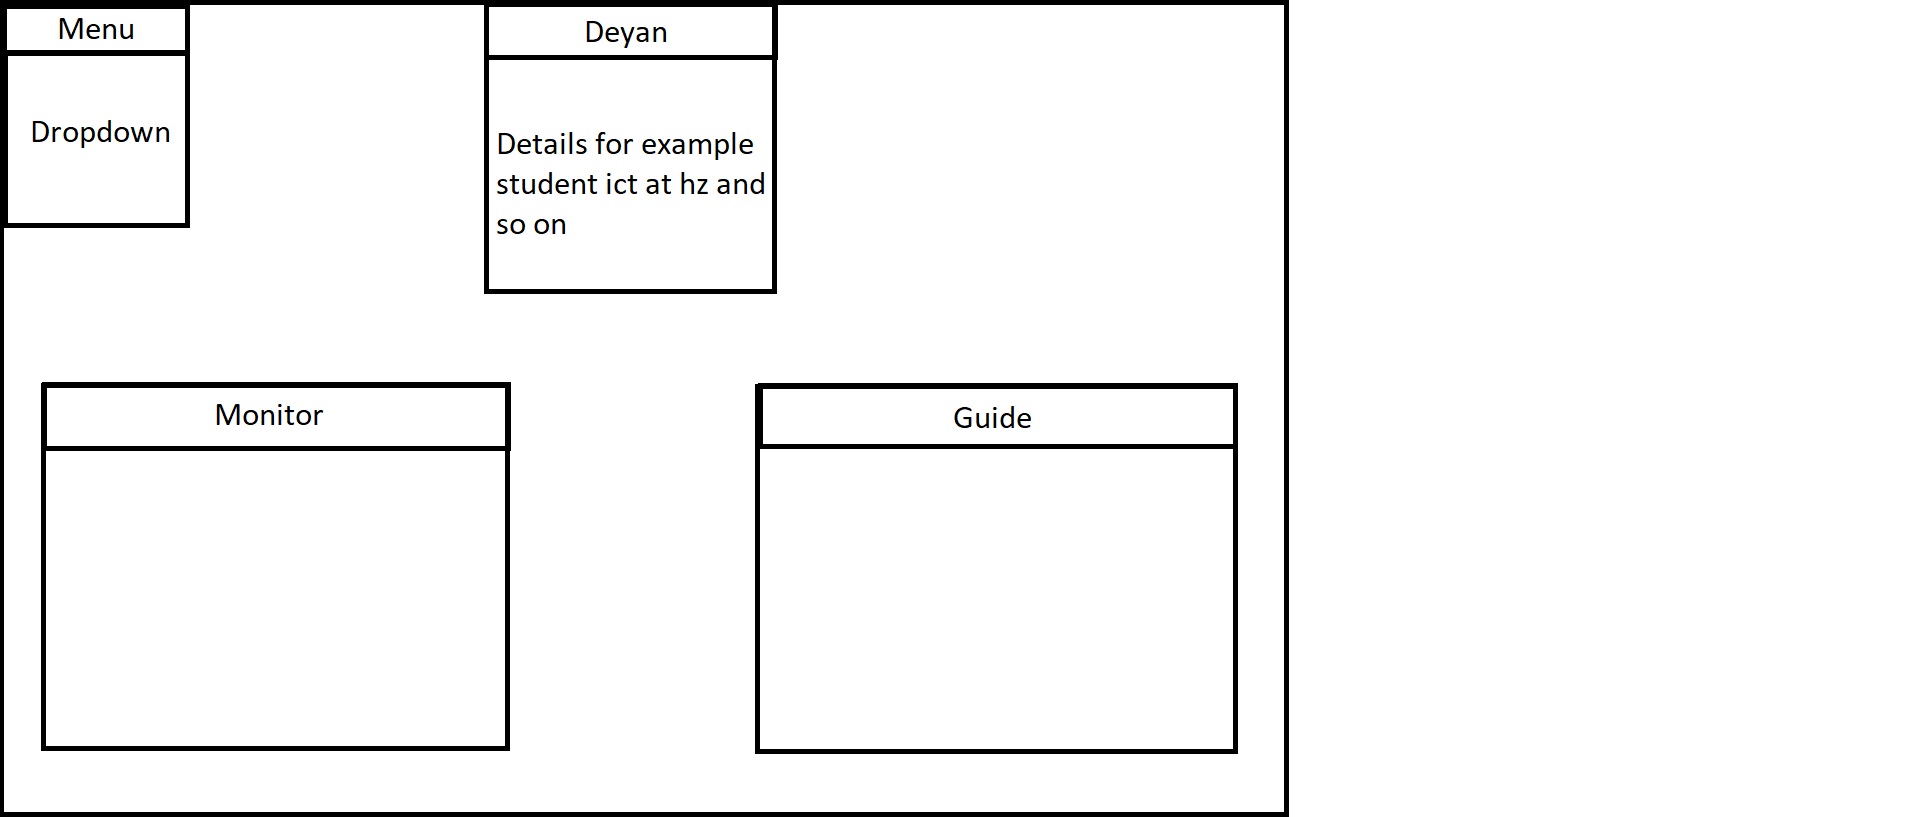 Menu
Deyan
Dropdown
Details for example
student ict at hz and
so on
Monitor
Guide